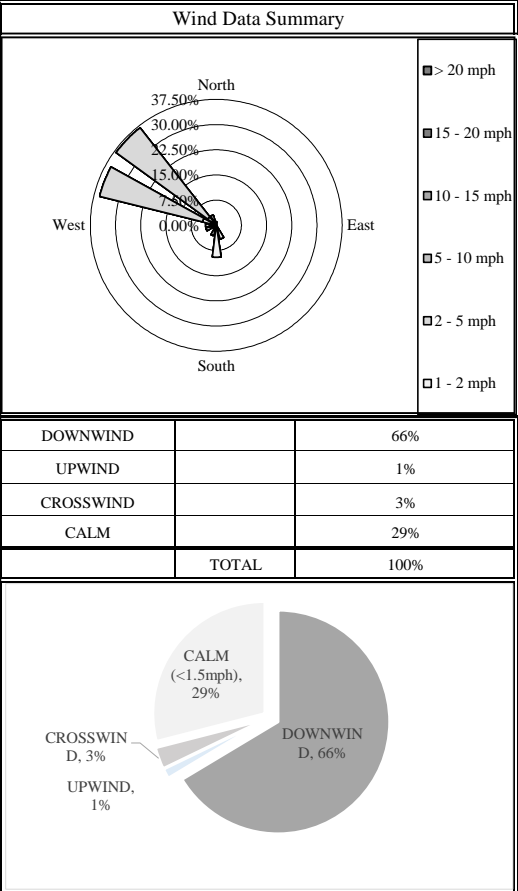 Wind Data Summary
North
37.50%
30.00%
22.50%
15.00%
7.50%
0.00%
West
East
South
> 20 mph
15 - 20 mph
10 - 15 mph
5 - 10 mph
2 - 5 mph
1 - 2 mph
DOWNWIND 66%
UPWIND 1%
CROSSWIND 3%
CALM 29%
TOTAL 100%
CALM
(<1.5mph),
29%
CROSSWIN
D, 3%
UPWIND,
1%
DOWNWIN
D, 66%